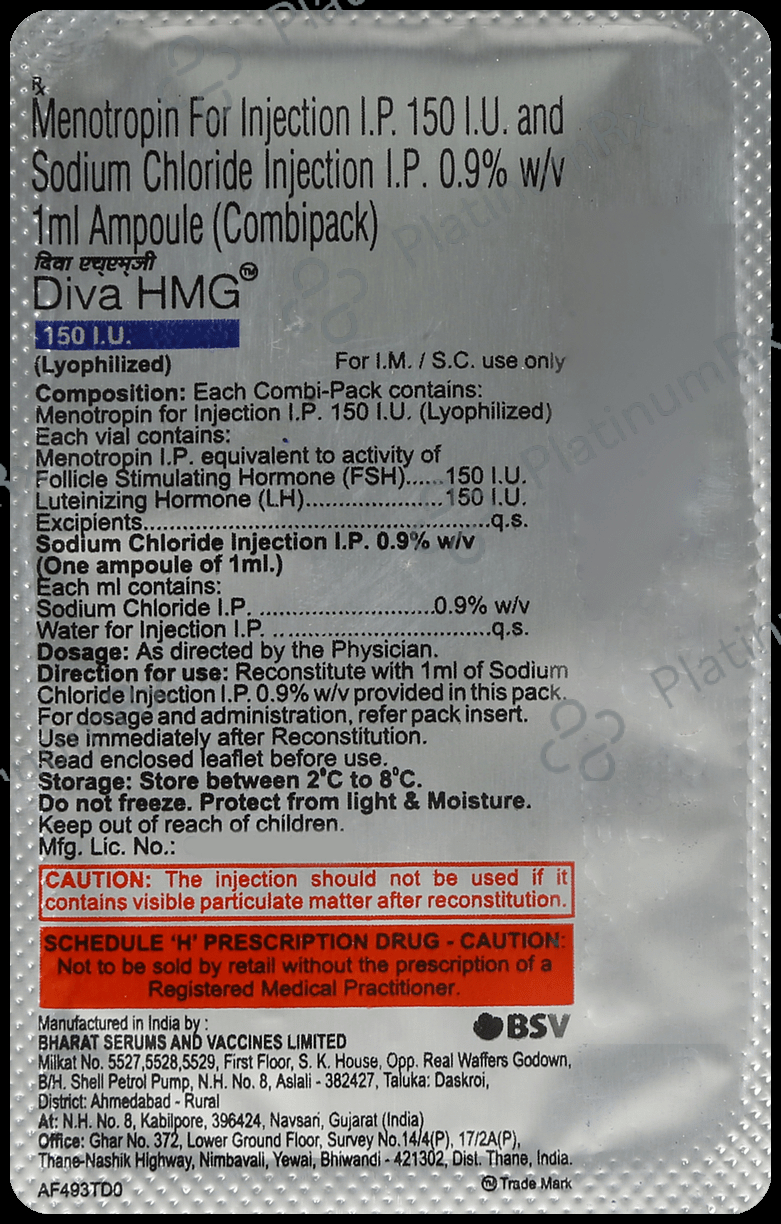 Rx
Menotropin For Injection I.P. 150 I.U. and
Sodium Chloride Injection I.P. 0.9% w/v
1ml Ampoule (Combipack)
दिवा एच्एम्जी
Diva HMG™
150 I.U.
(Lyophilized) For I.M. / S.C. use only
Composition: Each Combi-Pack contains:
Menotropin for Injection I.P. 150 I.U. (Lyophilized)
Each vial contains:
Menotropin I.P. equivalent to activity of
Follicle Stimulating Hormone (FSH)......150 I.U.
Luteinizing Hormone (LH).....................150 I.U.
Excipients.....................................................q.s.
Sodium Chloride Injection I.P. 0.9% w/v
(One ampoule of 1ml.)
Each ml contains:
Sodium Chloride I.P. ...........................0.9% w/v
Water for Injection I.P. .................................q.s.
Dosage: As directed by the Physician.
Direction for use: Reconstitute with 1ml of Sodium
Chloride Injection I.P. 0.9% w/v provided in this pack.
For dosage and administration, refer pack insert.
Use immediately after Reconstitution.
Read enclosed leaflet before use.
Storage: Store between 2°C to 8°C.
Do not freeze. Protect from light & Moisture.
Keep out of reach of children.
Mfg. Lic. No.:
CAUTION: The injection should not be used if it
contains visible particulate matter after reconstitution.
SCHEDULE 'H' PRESCRIPTION DRUG - CAUTION:
Not to be sold by retail without the prescription of a
Registered Medical Practitioner.
Manufactured in India by :
BSV
BHARAT SERUMS AND VACCINES LIMITED
Milkat No. 5527,5528,5529, First Floor, S. K. House, Opp. Real Waffers Godown,
B/H. Shell Petrol Pump, N.H. No. 8, Aslali - 382427, Taluka: Daskroi,
District: Ahmedabad - Rural
At: N.H. No. 8, Kabilpore, 396424, Navsari, Gujarat (India)
Office: Ghar No. 372, Lower Ground Floor, Survey No.14/4(P), 17/2A(P),
Thane-Nashik Highway, Nimbavali, Yewai, Bhiwandi - 421302, Dist. Thane, India.
AF493TD0 ™ Trade Mark
PlatinumRx